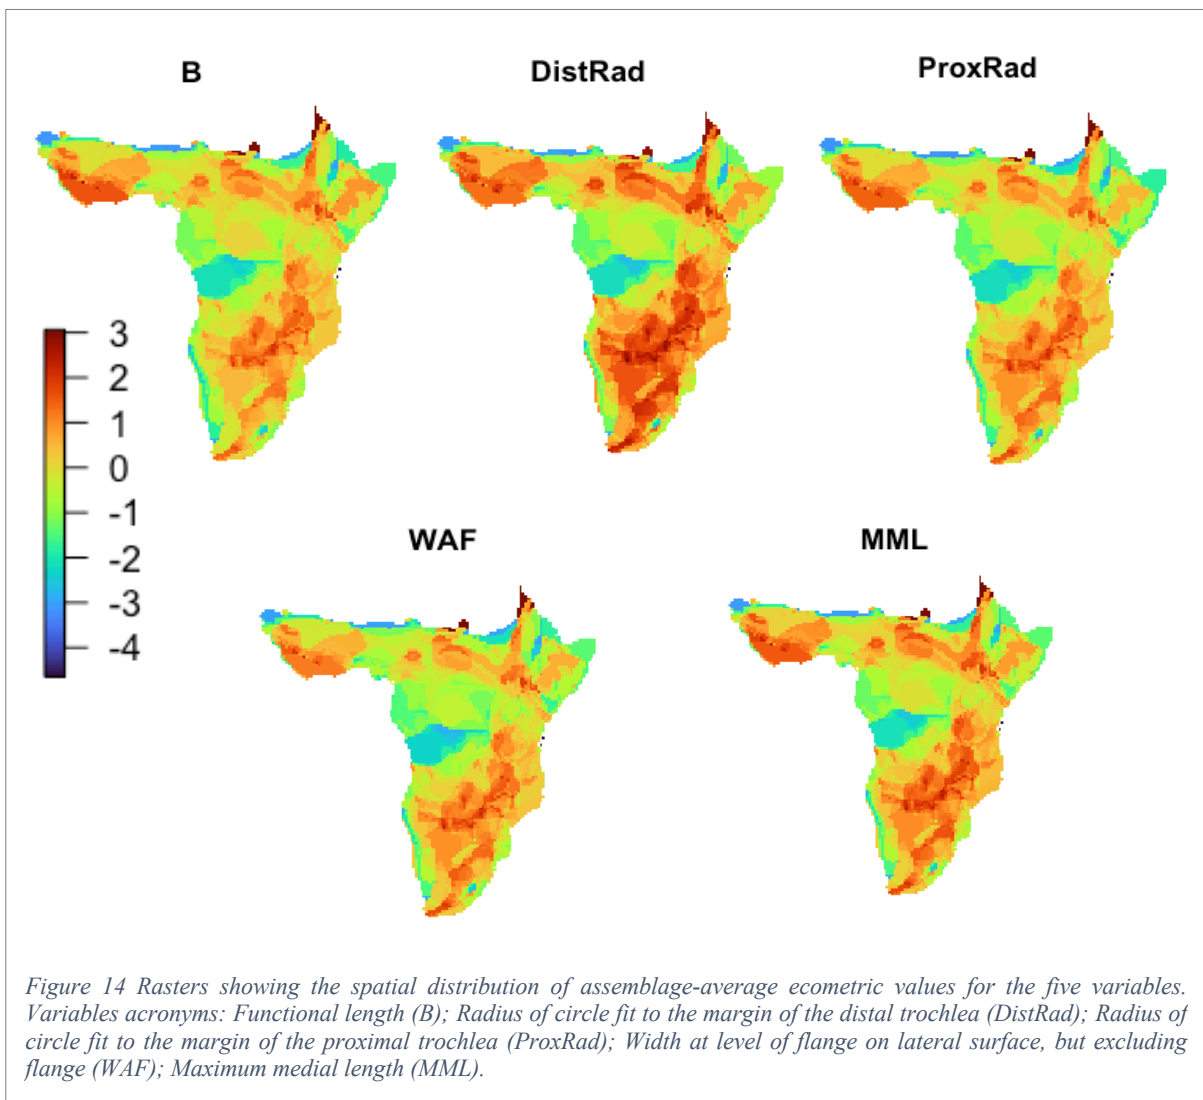 B
DistRad
ProxRad
3
2
1
0
-1
-2
-3
-4
WAF
MML
Figure 14 Rasters showing the spatial distribution of assemblage-average ecometric values for the five variables.
Variables acronyms: Functional length (B); Radius of circle fit to the margin of the distal trochlea (DistRad); Radius of
circle fit to the margin of the proximal trochlea (ProxRad); Width at level of flange on lateral surface, but excluding
flange (WAF); Maximum medial length (MML).